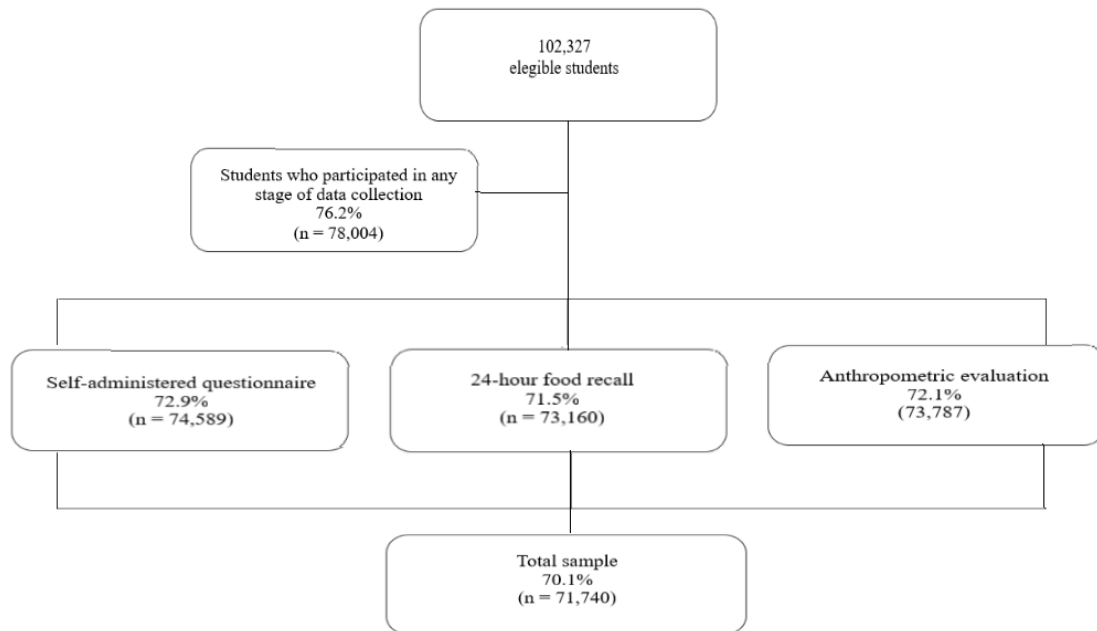 102,327
elegible students
Students who participated in any
stage of data collection
76.2%
(n = 78,004)
Self-administered questionnaire
72.9%
(n = 74,589)
24-hour food recall
71.5%
(n = 73,160)
Anthropometric evaluation
72.1%
(73,787)
Total sample
70.1%
(n = 71,740)